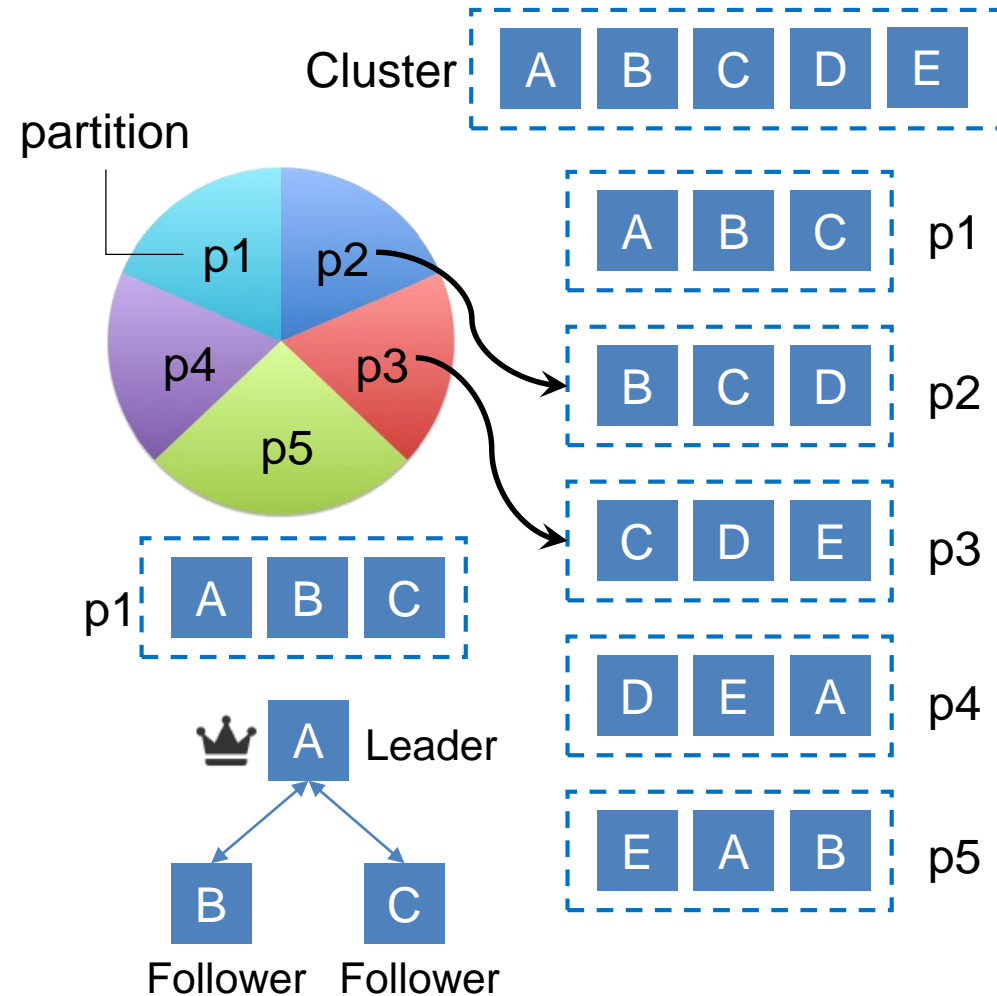 Cluster A B C D E
partition
p1 p2
p4 p3
p5
A B C p1
B C D p2
C D E p3
D E A p4
E A B p5
p1 A B C
A Leader
B C
Follower Follower